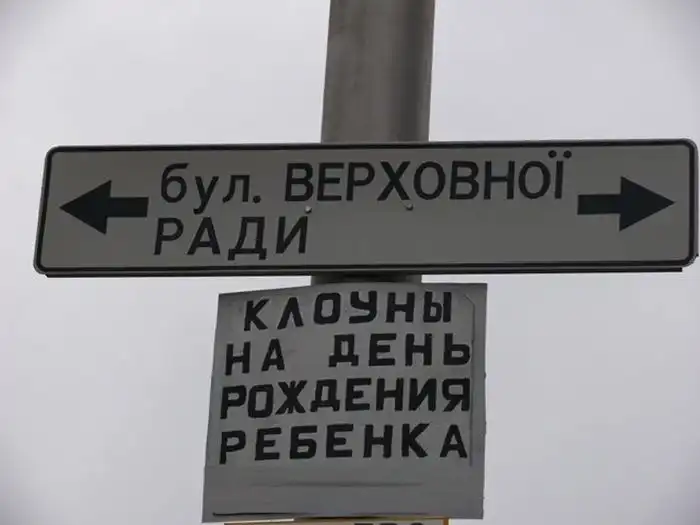 бул. ВЕРХОВНОЇ
РАДИ
КЛОУНЫ
НА ДЕНЬ
РОЖДЕНИЯ
РЕБЕНКА